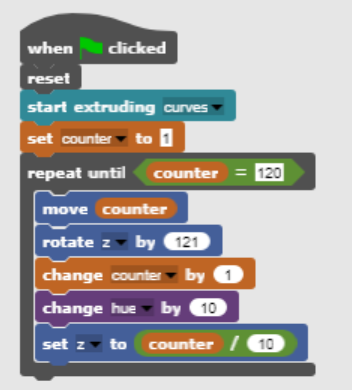 when clicked
reset
start extruding curves
set counter to 1
repeat until counter = 120
move counter
rotate z by 121
change counter by 1
change hue by 10
set z to counter / 10